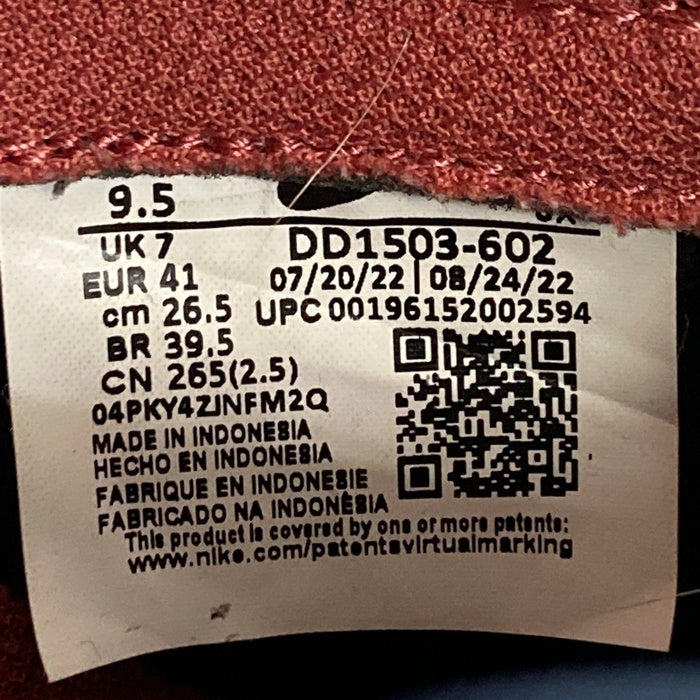 9.5
UK 7
DD1503-602
EUR 41
07/20/22 | 08/24/22
cm 26.5
UPC 00196152002594
BR 39.5
CN 265(2.5)
04PKY4ZJNFM2Q
MADE IN INDONESIA
HECHO EN INDONESIA
FABRIQUE EN INDONESIE
FABRICADO NA INDONÉSIA
This product is covered by one or more patents:
www.nike.com/patentsvirtualmarking